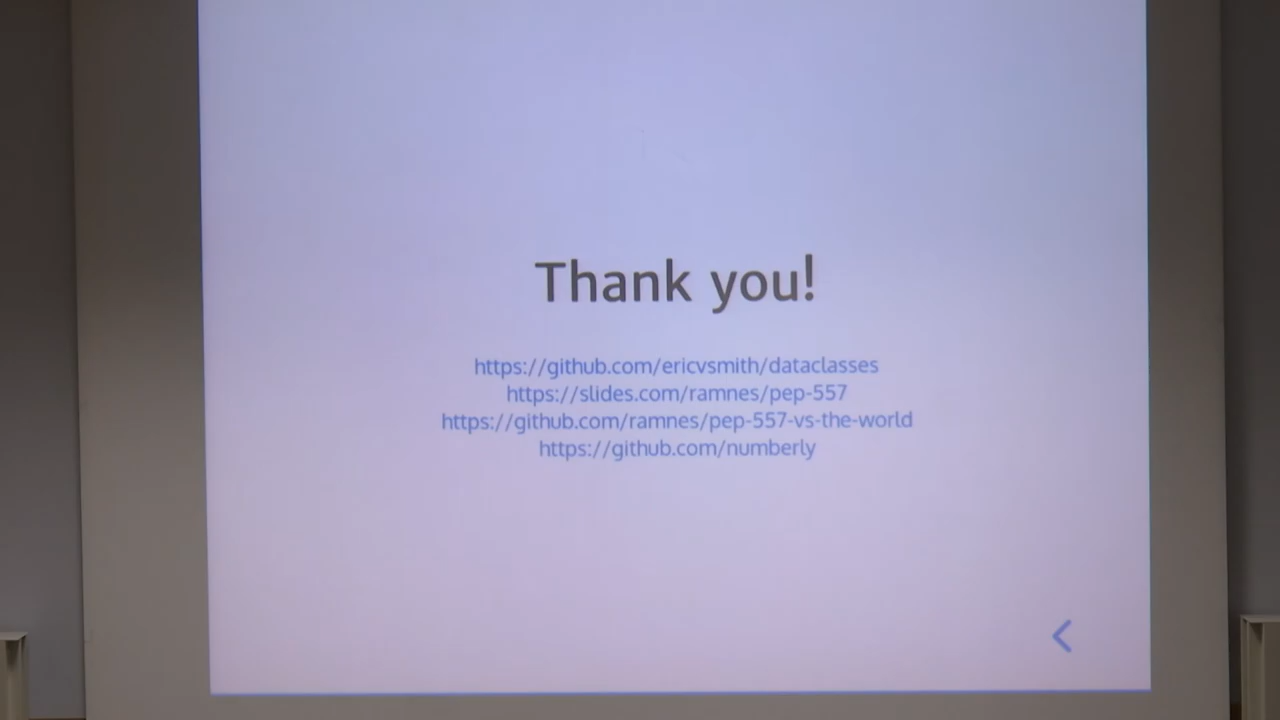 Thank you!
https://github.com/ericvsmith/dataclasses
https://slides.com/ramnes/pep-557
https://github.com/ramnes/pep-557-vs-the-world
https://github.com/numberly